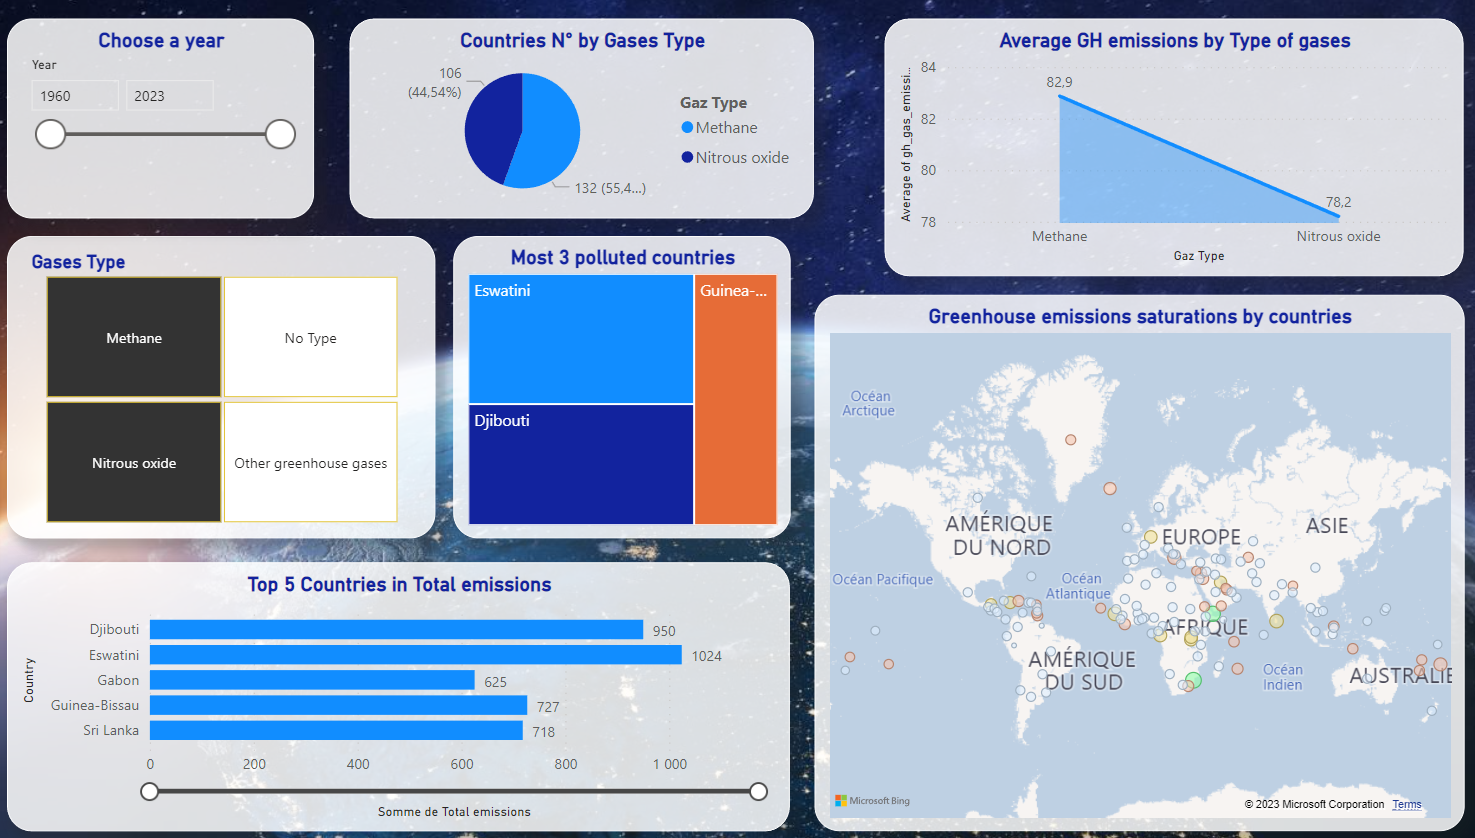 Choose a year
Year
1960
2023
Countries N° by Gases Type
106
(44,54%)
132 (55,4...)
Gaz Type
Methane
Nitrous oxide
Average GH emissions by Type of gases
Average of gh_gas_emissi...
84
82
80
78
82,9
78,2
Methane
Nitrous oxide
Gaz Type
Gases Type
Methane
No Type
Nitrous oxide
Other greenhouse gases
Most 3 polluted countries
Eswatini
Guinea-...
Djibouti
Greenhouse emissions saturations by countries
Océan
Arctique
AMÉRIQUE
DU NORD
EUROPE
ASIE
Océan Pacifique
Océan
Atlantique
AFRIQUE
AMÉRIQUE
DU SUD
Océan
Indien
AUSTRALIE
Microsoft Bing
© 2023 Microsoft Corporation Terms
Top 5 Countries in Total emissions
Country
Djibouti 950
Eswatini 1024
Gabon 625
Guinea-Bissau 727
Sri Lanka 718
0 200 400 600 800 1 000
Somme de Total emissions